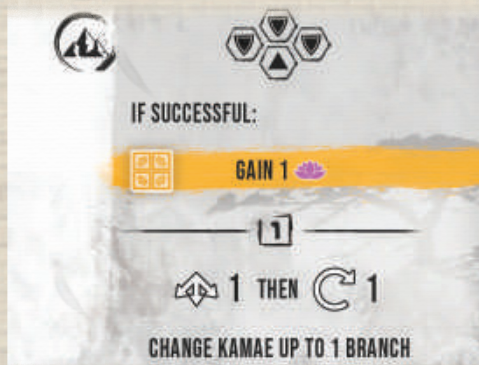 IF SUCCESSFUL:
GAIN 1
1
1 THEN 1
CHANGE KAMAE UP TO 1 BRANCH